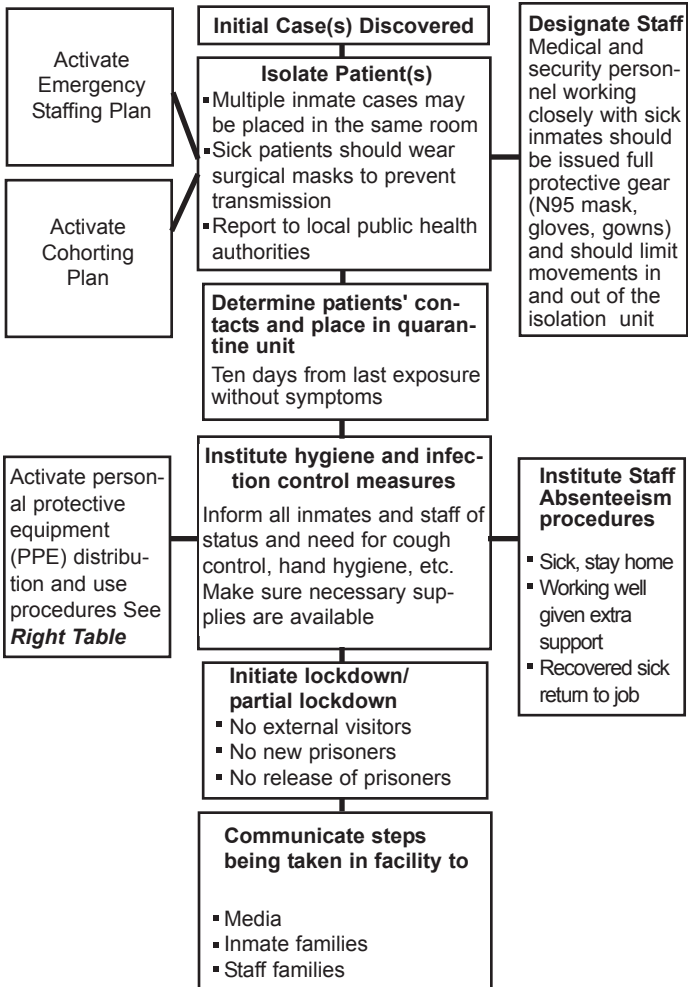 Initial Case(s) Discovered
Activate
Emergency
Staffing Plan
Activate
Cohorting
Plan
Isolate Patient(s)
▪ Multiple inmate cases may
be placed in the same room
▪ Sick patients should wear
surgical masks to prevent
transmission
▪ Report to local public health
authorities
Designate Staff
Medical and
security person-
nel working
closely with sick
inmates should
be issued full
protective gear
(N95 mask,
gloves, gowns)
and should limit
movements in
and out of the
isolation unit
Determine patients' con-
tacts and place in quaran-
tine unit
Ten days from last exposure
without symptoms
Activate person-
al protective
equipment
(PPE) distribu-
tion and use
procedures See
Right Table
Institute hygiene and infec-
tion control measures
Inform all inmates and staff of
status and need for cough
control, hand hygiene, etc.
Make sure necessary sup-
plies are available
Institute Staff
Absenteeism
procedures
▪ Sick, stay home
▪ Working well
given extra
support
▪ Recovered sick
return to job
Initiate lockdown/
partial lockdown
▪ No external visitors
▪ No new prisoners
▪ No release of prisoners
Communicate steps
being taken in facility to
▪ Media
▪ Inmate families
▪ Staff families